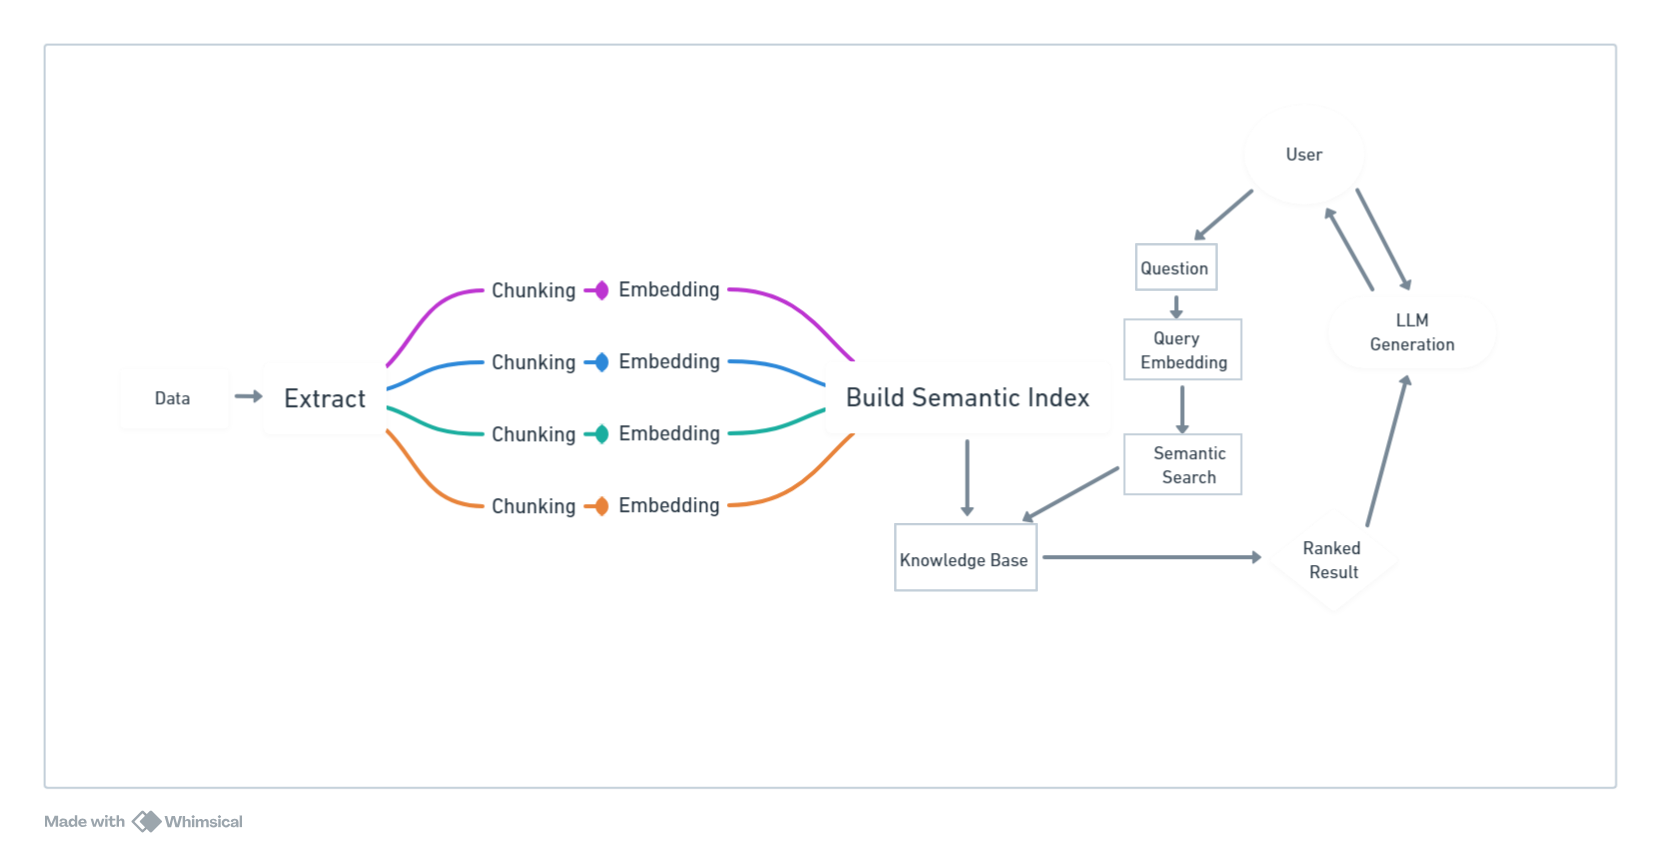 Data
Extract
Chunking
Embedding
Chunking
Embedding
Chunking
Embedding
Chunking
Embedding
Build Semantic Index
Knowledge Base
User
Question
Query
Embedding
Semantic
Search
Ranked
Result
LLM
Generation
Made with Whimsical